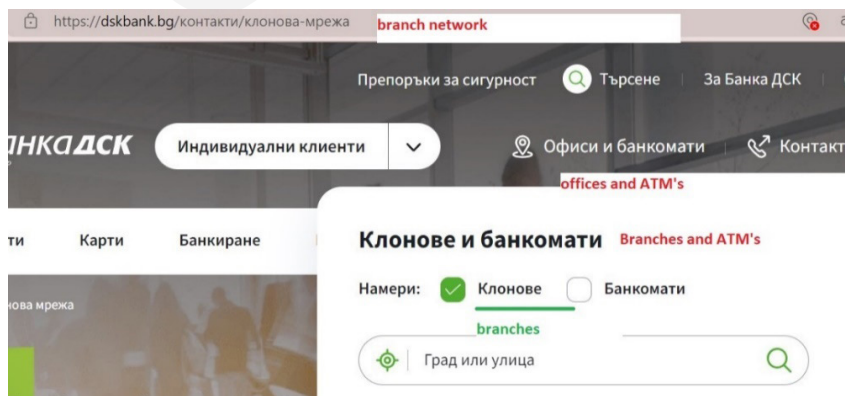 https://dskbank.bg/контакти/клонова-мрежа branch network
Препоръки за сигурност Търсене За Банка ДСК
ДСК Индивидуални клиенти Офиси и банкомати
offices and ATM's
Карти Банкиране Клонове и банкомати Branches and ATM's
Намери: Клонове Банкомати
мрежа
branches
Град или улица